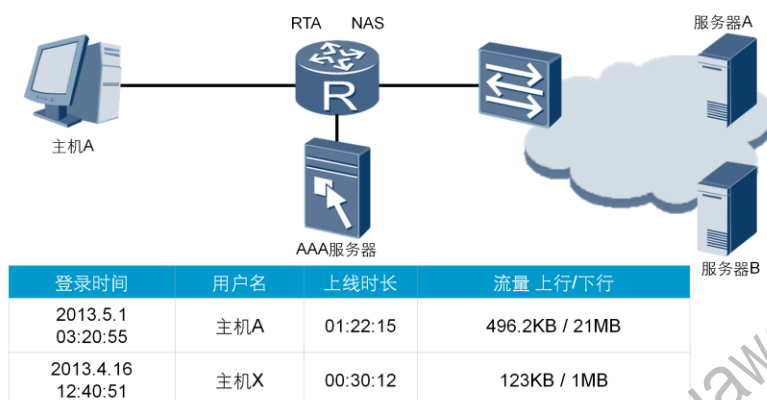 RTA NAS
服务器A
R
主机A
AAA服务器
服务器B
登录时间 用户名 上线时长 流量 上行/下行
2013.5.1
03:20:55
主机A 01:22:15 496.2KB / 21MB
2013.4.16
12:40:51
主机X 00:30:12 123KB / 1MB